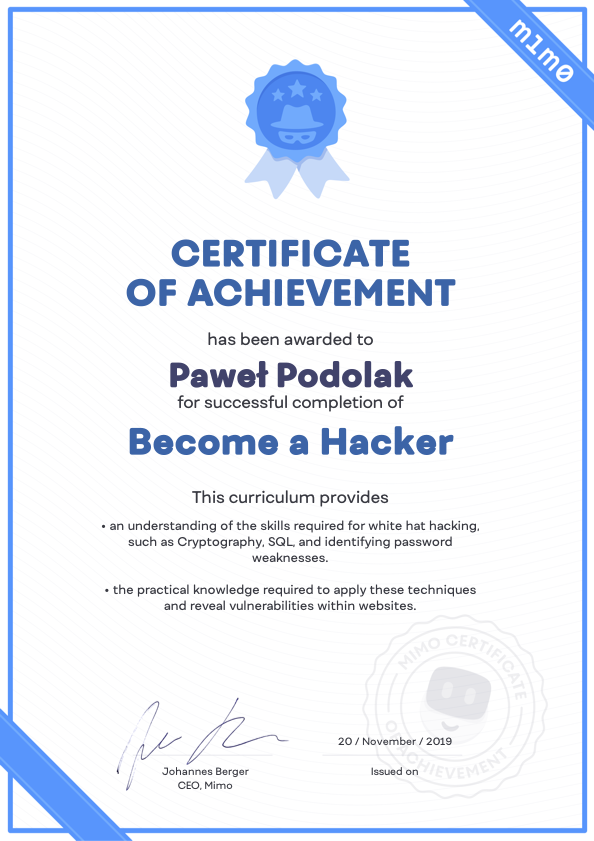 m1m0
CERTIFICATE
OF ACHIEVEMENT
has been awarded to
Paweł Podolak
for successful completion of
Become a Hacker
This curriculum provides
• an understanding of the skills required for white hat hacking,
such as Cryptography, SQL, and identifying password
weaknesses.
• the practical knowledge required to apply these techniques
and reveal vulnerabilities within websites.
MIMO CERTIFICATE
OF ACHIEVEMENT
20 / November / 2019
Johannes Berger
Issued on
CEO, Mimo